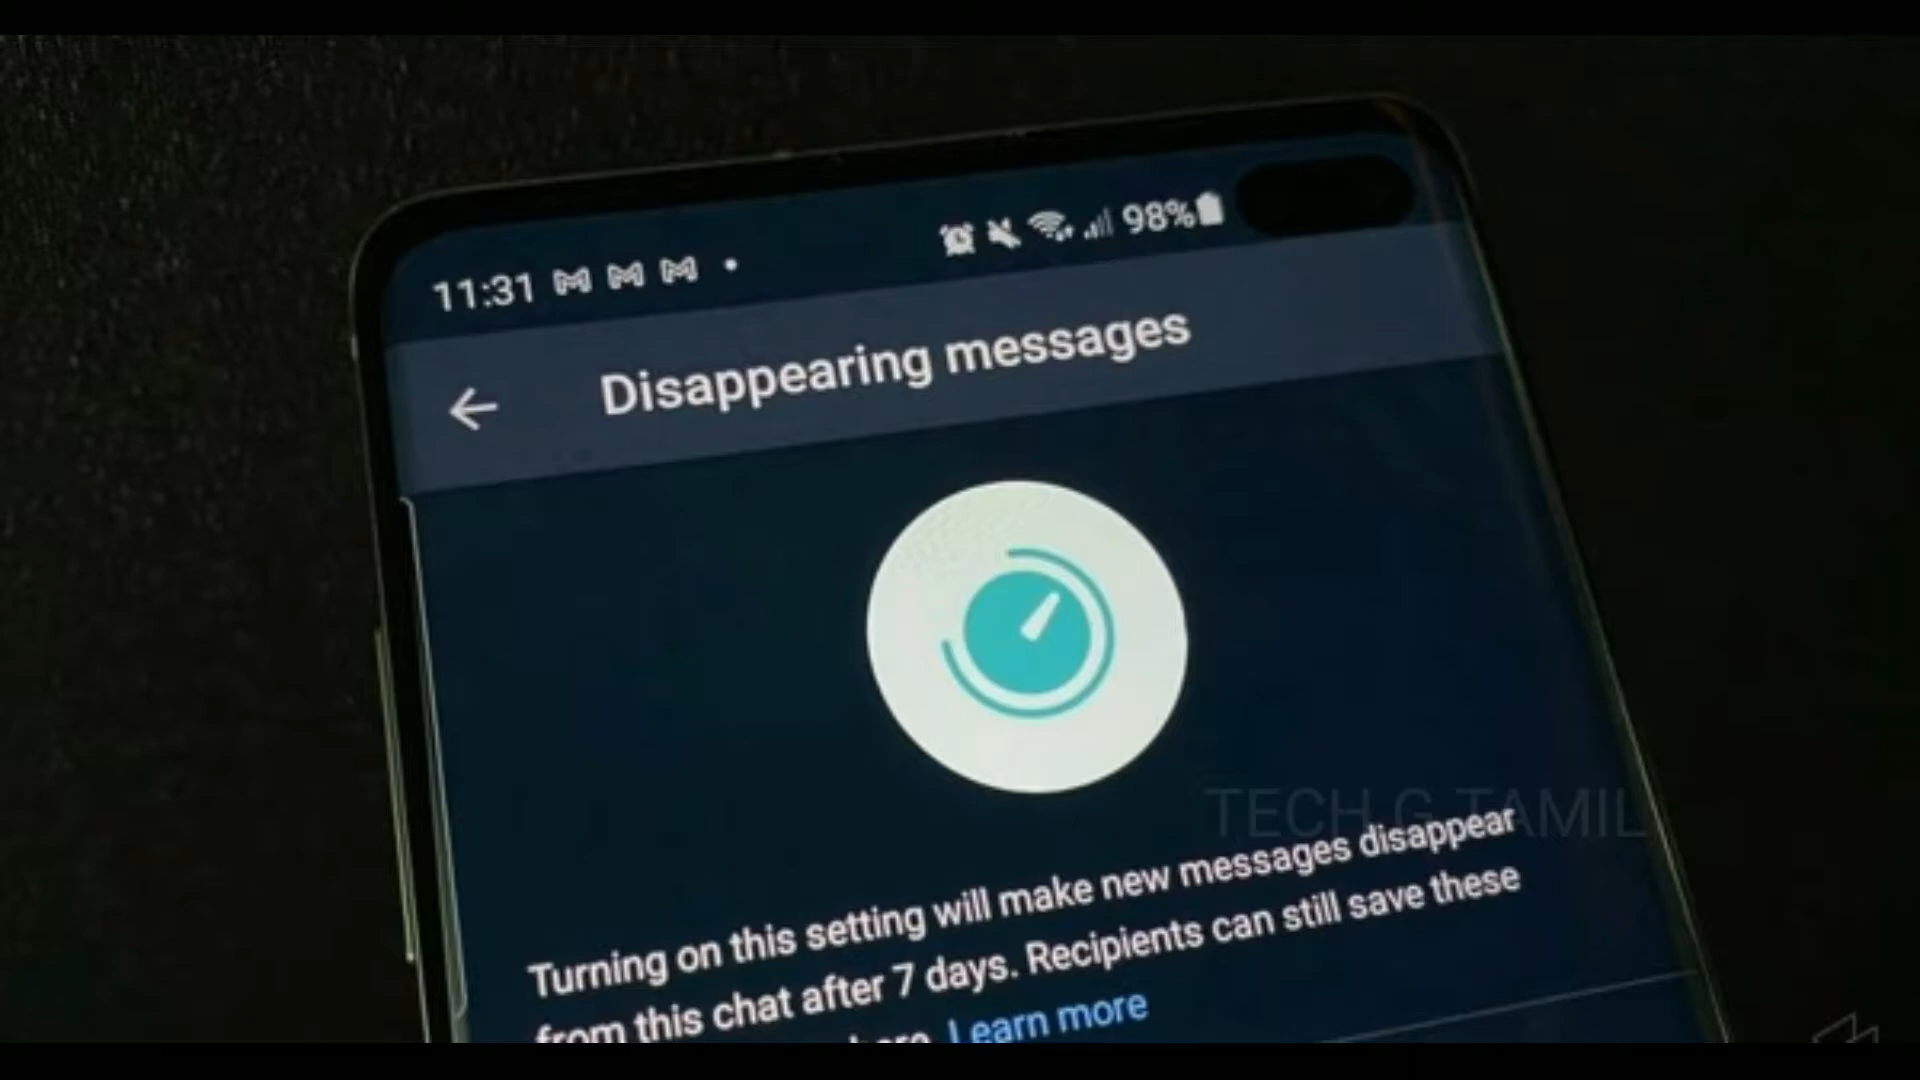 11:31
98%
Disappearing messages
TECH G TAMIL
Turning on this setting will make new messages disappear
from this chat after 7 days. Recipients can still save these
Learn more